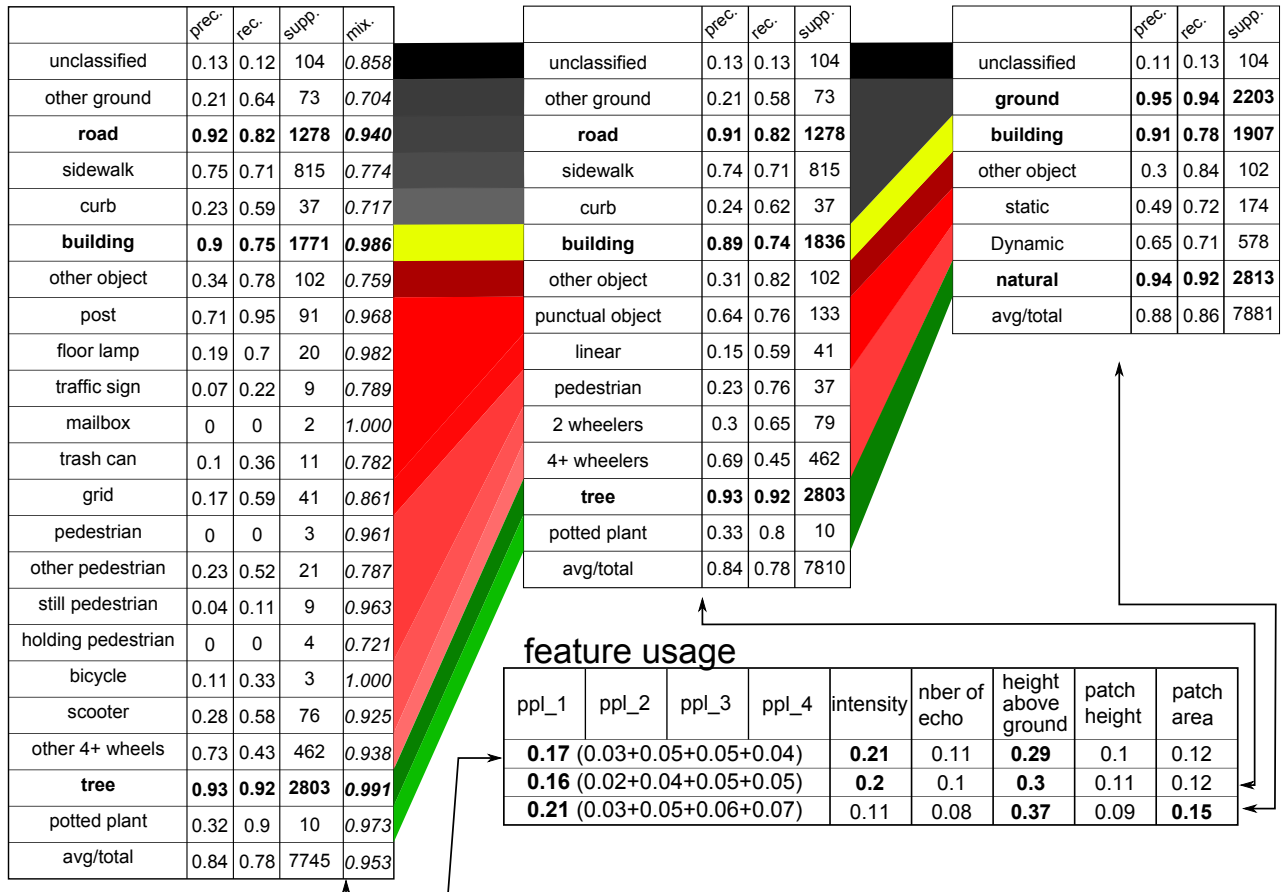 prec. rec. supp. mix.
unclassified 0.13 0.12 104 0.858
other ground 0.21 0.64 73 0.704
road 0.92 0.82 1278 0.940
sidewalk 0.75 0.71 815 0.774
curb 0.23 0.59 37 0.717
building 0.9 0.75 1771 0.986
other object 0.34 0.78 102 0.759
post 0.71 0.95 91 0.968
floor lamp 0.19 0.7 20 0.982
traffic sign 0.07 0.22 9 0.789
mailbox 0 0 2 1.000
trash can 0.1 0.36 11 0.782
grid 0.17 0.59 41 0.861
pedestrian 0 0 3 0.961
other pedestrian 0.23 0.52 21 0.787
still pedestrian 0.04 0.11 9 0.963
holding pedestrian 0 0 4 0.721
bicycle 0.11 0.33 3 1.000
scooter 0.28 0.58 76 0.925
other 4+ wheels 0.73 0.43 462 0.938
tree 0.93 0.92 2803 0.991
potted plant 0.32 0.9 10 0.973
avg/total 0.84 0.78 7745 0.953
prec. rec. supp.
unclassified 0.13 0.13 104
other ground 0.21 0.58 73
road 0.91 0.82 1278
sidewalk 0.74 0.71 815
curb 0.24 0.62 37
building 0.89 0.74 1836
other object 0.31 0.82 102
punctual object 0.64 0.76 133
linear 0.15 0.59 41
pedestrian 0.23 0.76 37
2 wheelers 0.3 0.65 79
4+ wheelers 0.69 0.45 462
tree 0.93 0.92 2803
potted plant 0.33 0.8 10
avg/total 0.84 0.78 7810
prec. rec. supp.
unclassified 0.11 0.13 104
ground 0.95 0.94 2203
building 0.91 0.78 1907
other object 0.3 0.84 102
static 0.49 0.72 174
Dynamic 0.65 0.71 578
natural 0.94 0.92 2813
avg/total 0.88 0.86 7881
feature usage
ppl_1 ppl_2 ppl_3 ppl_4 intensity nber of echo height above ground patch height patch area
0.17 (0.03+0.05+0.05+0.04) 0.21 0.11 0.29 0.1 0.12
0.16 (0.02+0.04+0.05+0.05) 0.2 0.1 0.3 0.11 0.12
0.21 (0.03+0.05+0.06+0.07) 0.11 0.08 0.37 0.09 0.15